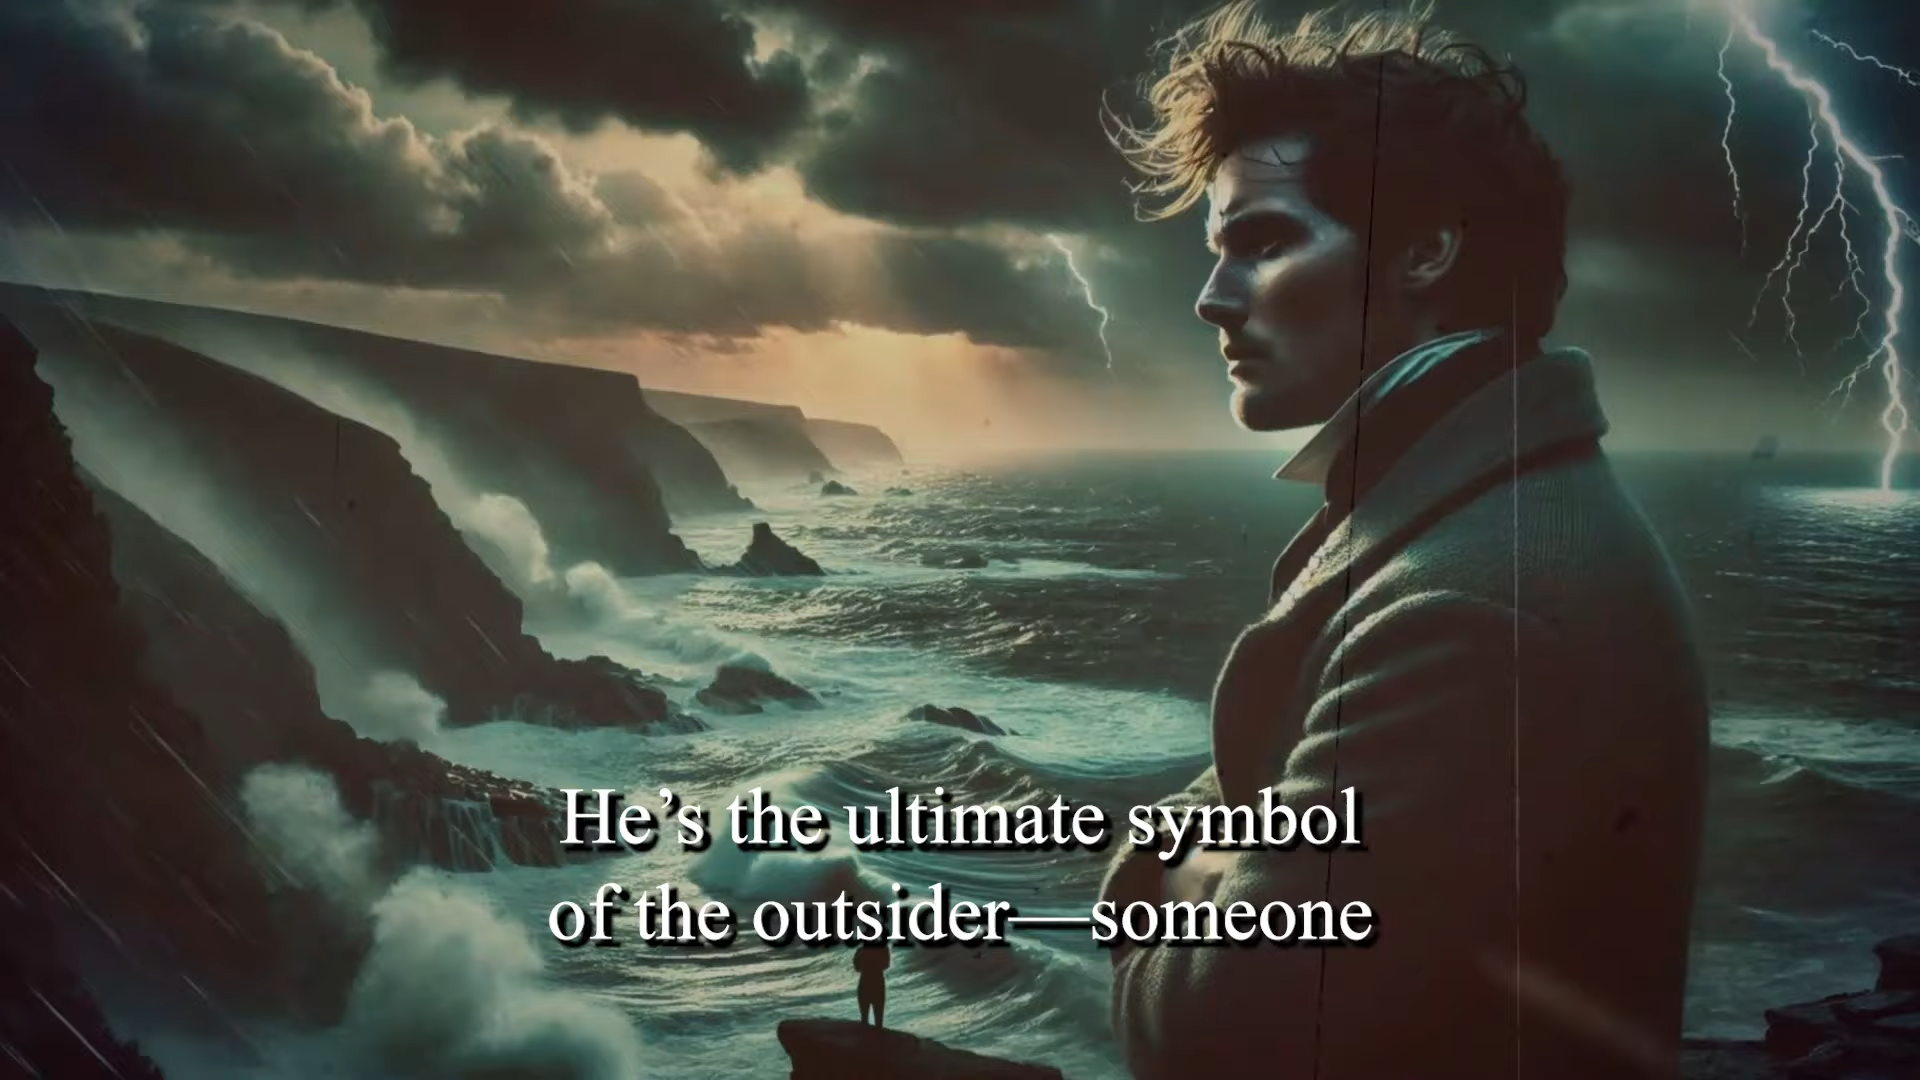 He’s the ultimate symbol
of the outsider—someone